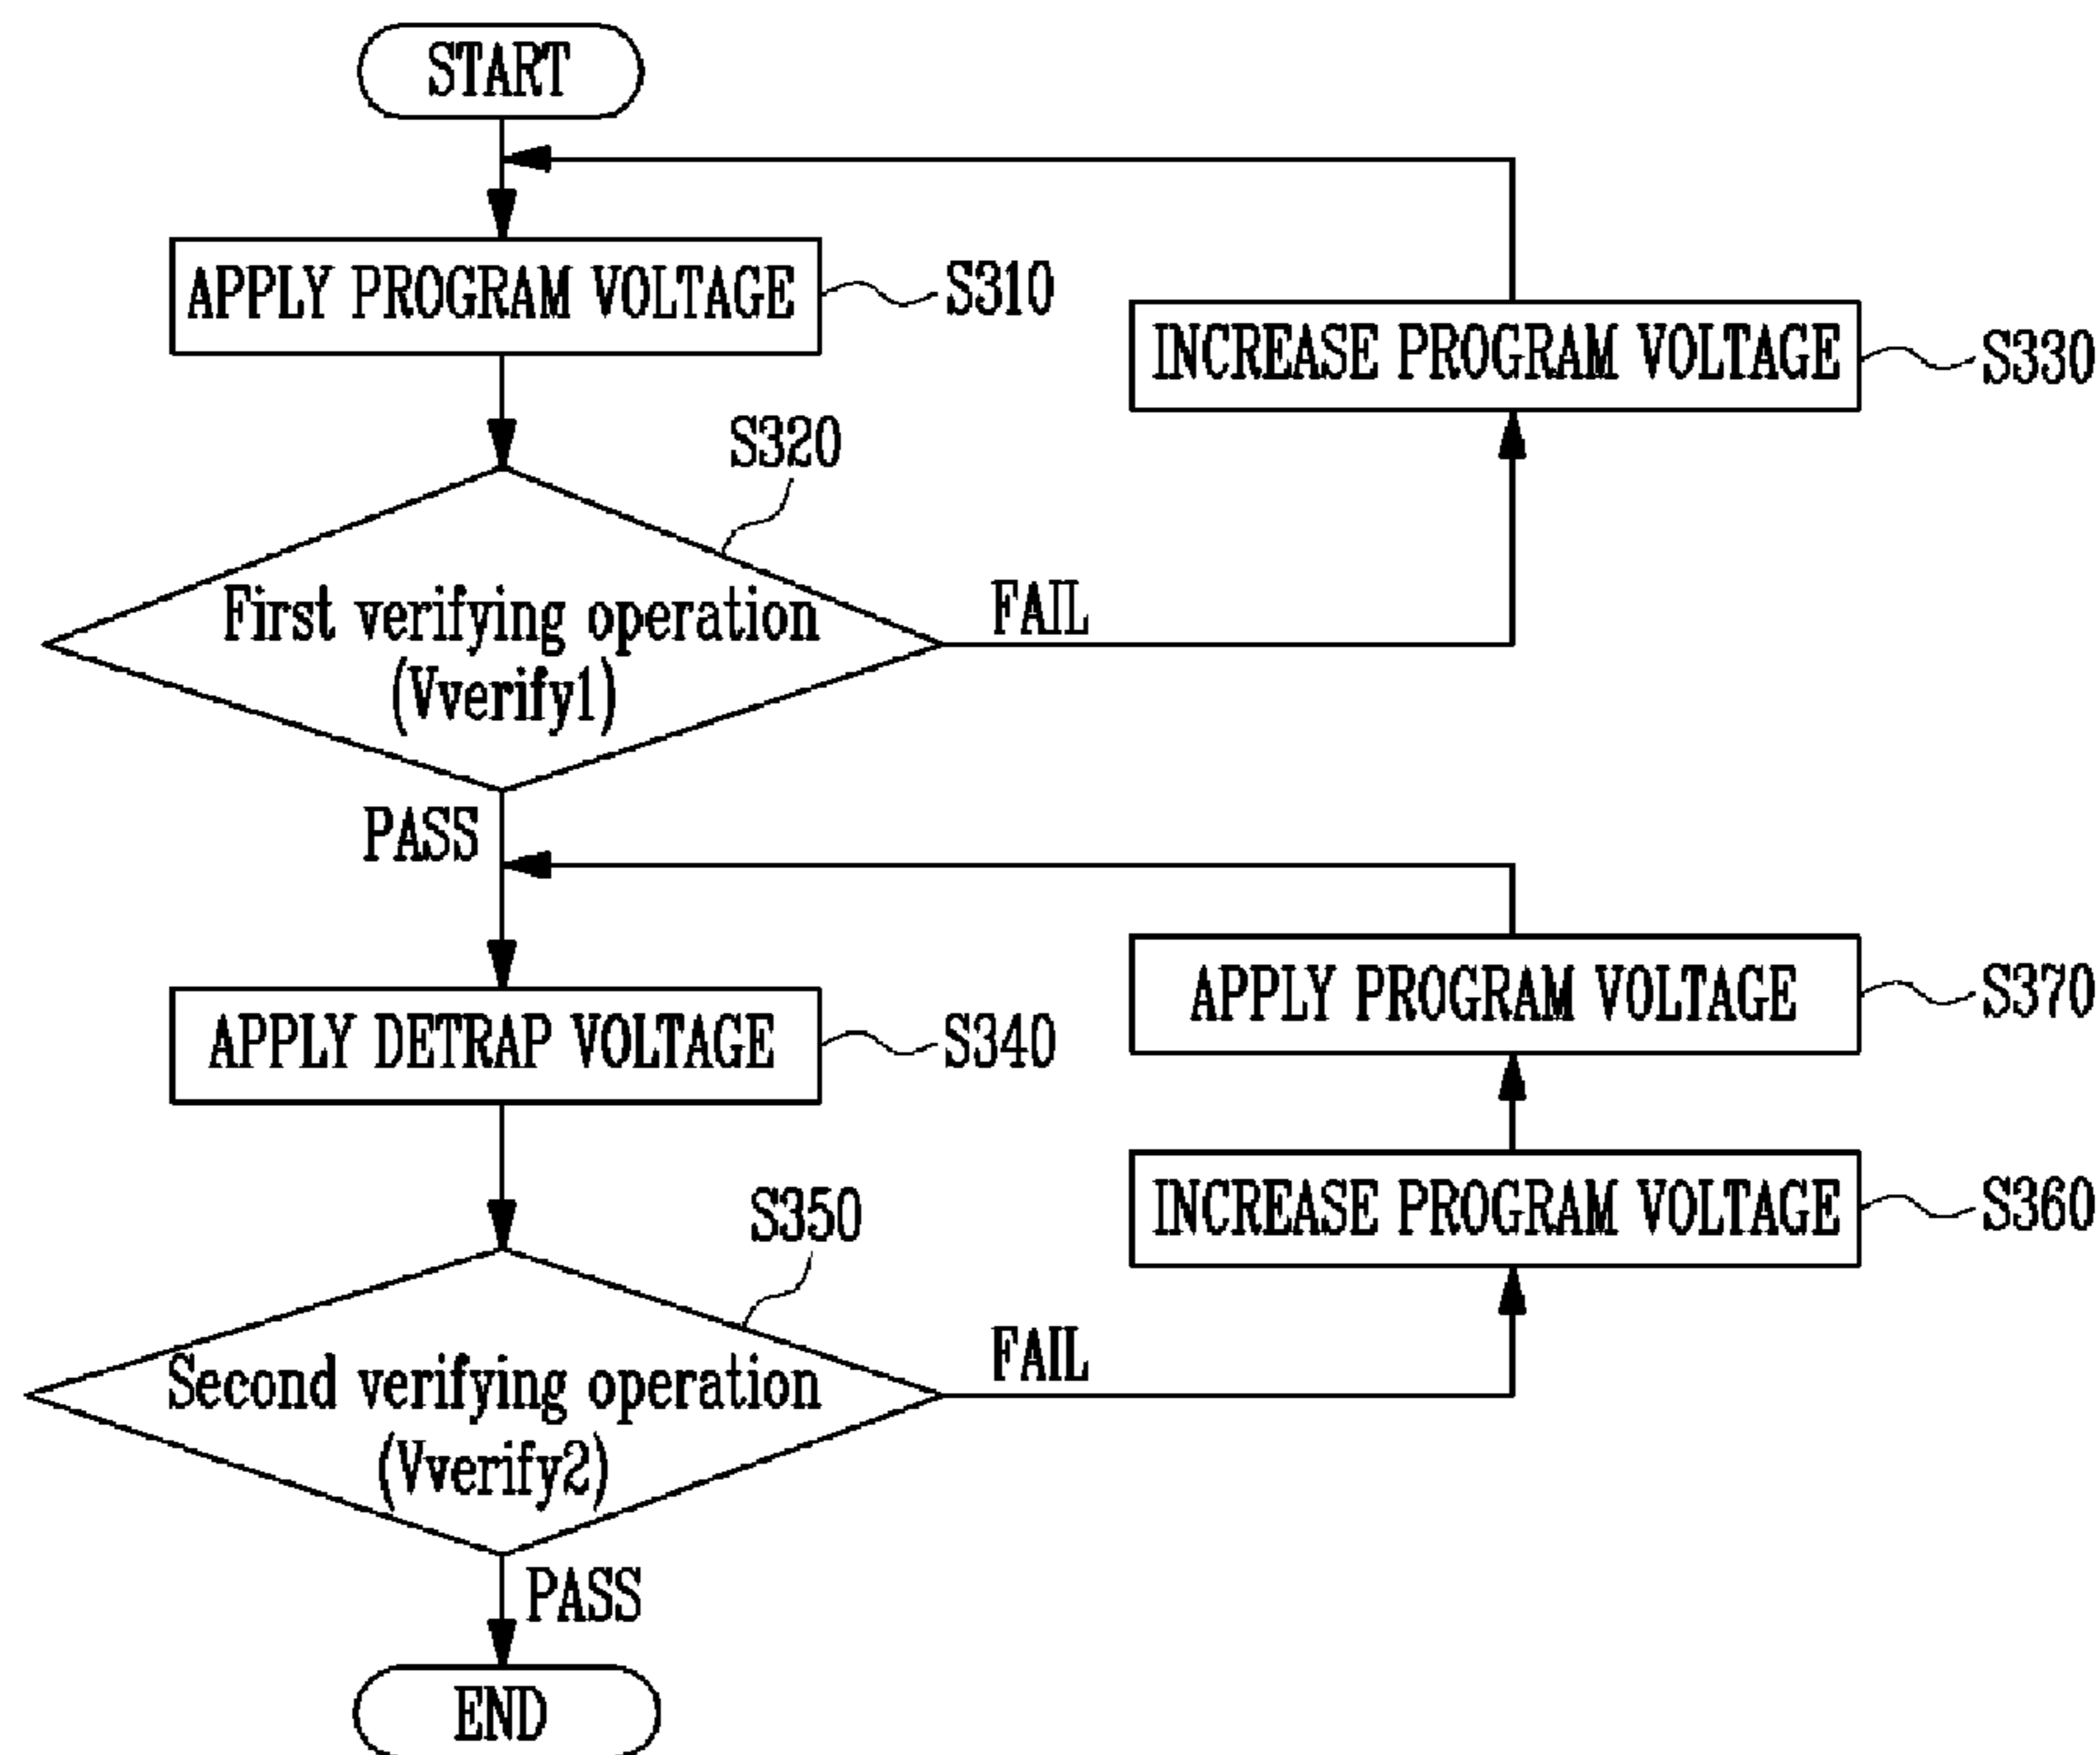 START
APPLY PROGRAM VOLTAGE
S310
INCREASE PROGRAM VOLTAGE
S330
S320
First verifying operation
(Vverify1)
FAIL
PASS
APPLY PROGRAM VOLTAGE
S370
APPLY DETRAP VOLTAGE
S340
INCREASE PROGRAM VOLTAGE
S360
S350
Second verifying operation
(Vverify2)
FAIL
PASS
END